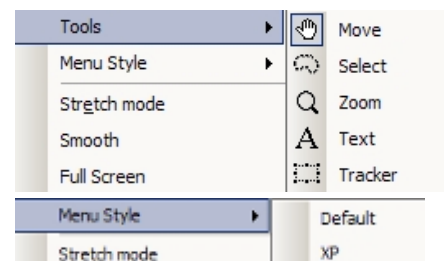 Tools
Menu Style
Stretch mode
Smooth
Full Screen
Move
Select
Zoom
A Text
Tracker
Menu Style
Stretch mode
Default
XP